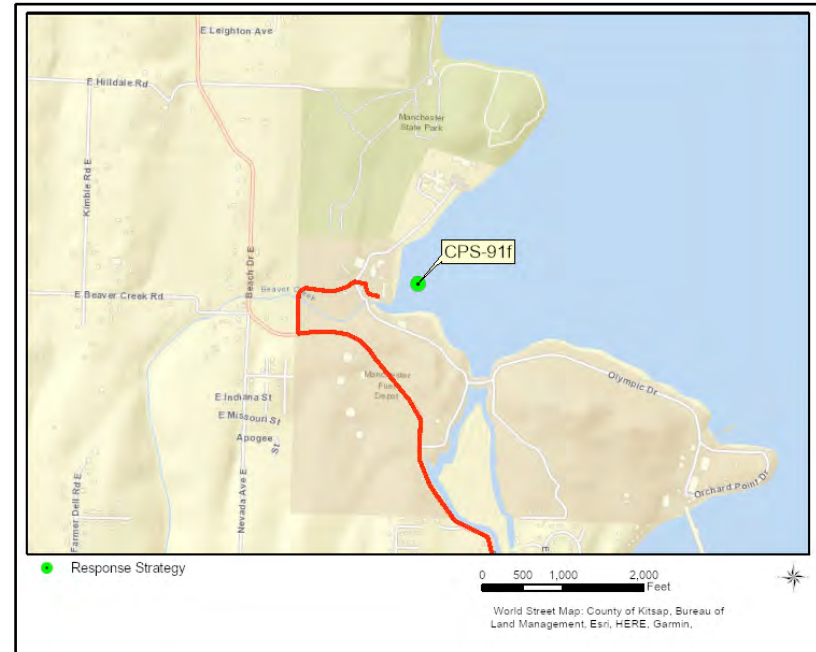 E Leighton Ave
E Hilldale Rd
Manchester
State Park
Kimble Rd E
Beach Dr E
CPS-91f
E Beaver Creek Rd
Beaver Creek
Manchester
Fuel
Depot
Olympic Dr
E Indiana St
E Missouri St
Apogee
St
Nevada Ave E
Farmer Dell Rd E
Orchard Point Dr
E
Response Strategy
0 500 1,000 2,000
Feet
World Street Map: County of Kitsap, Bureau of
Land Management, Esri, HERE, Garmin,